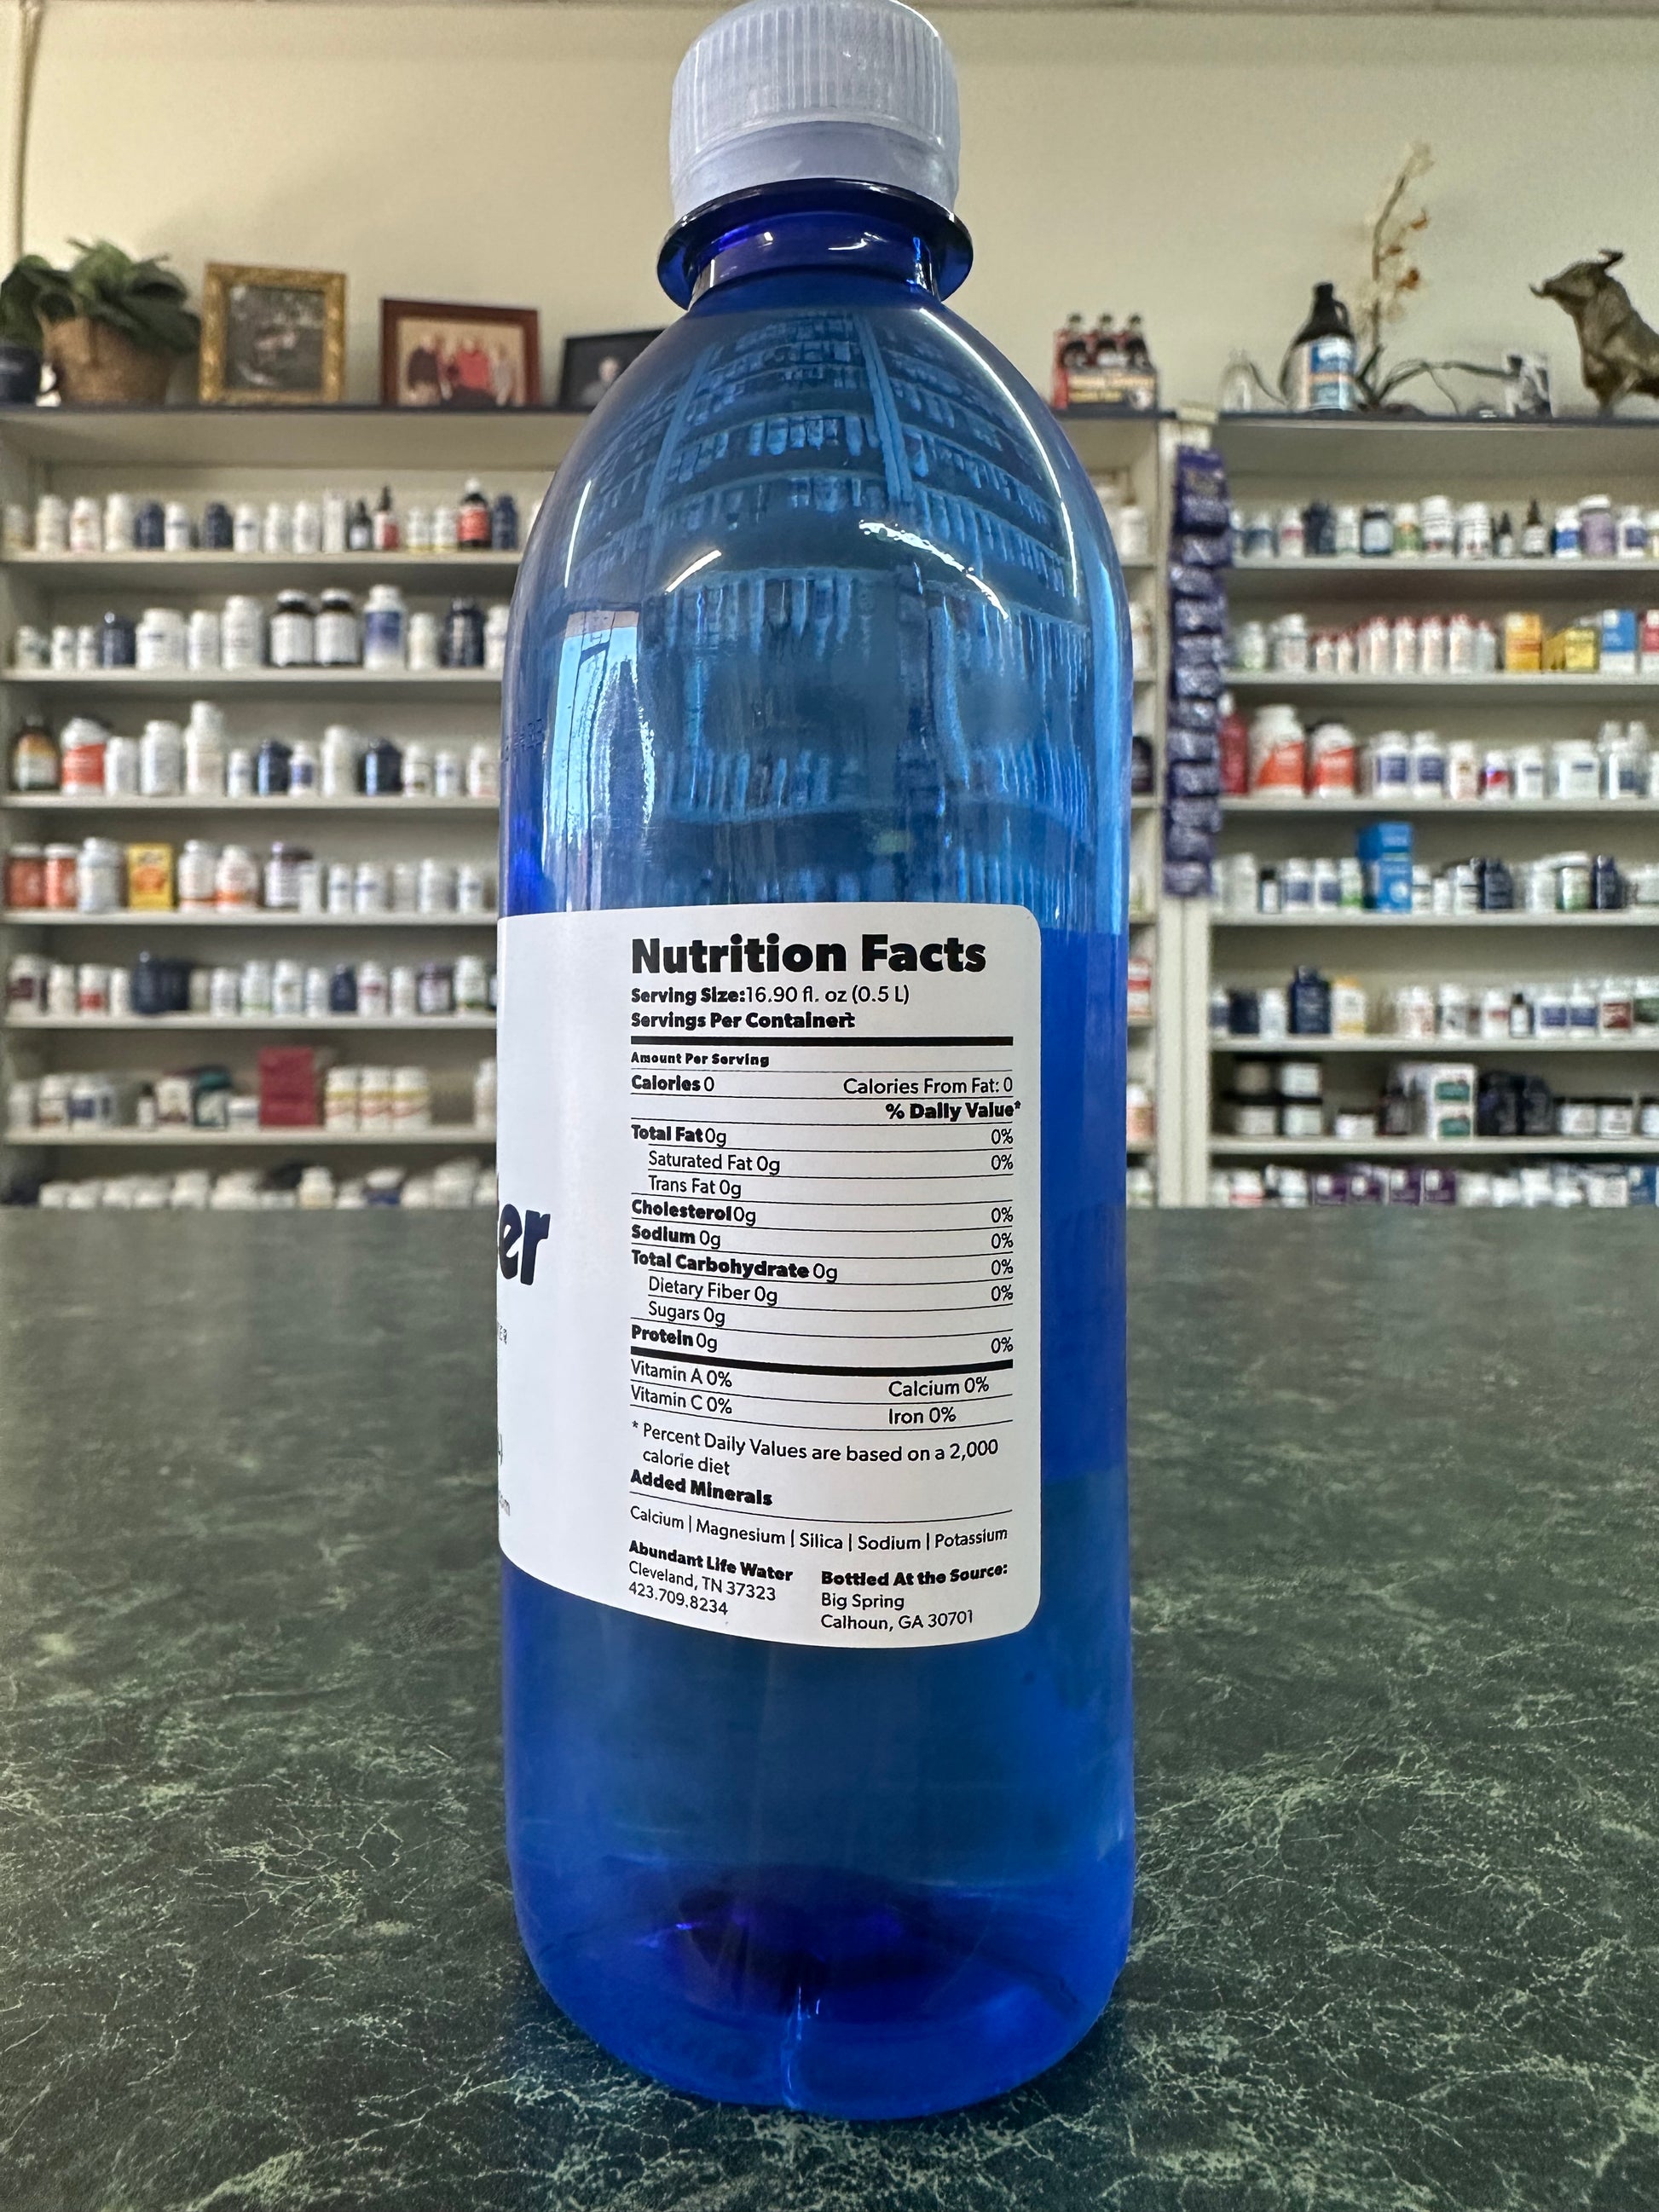 Nutrition Facts
Serving Size:16.90 fl. oz (0.5 L)
Servings Per Container:
Amount Per Serving
Calories 0 Calories From Fat: 0
% Daily Value*
Total Fat 0g 0%
Saturated Fat 0g 0%
Trans Fat 0g
Cholesterol 0g 0%
Sodium 0g 0%
Total Carbohydrate 0g 0%
Dietary Fiber 0g 0%
Sugars 0g
Protein 0g 0%
Vitamin A 0% Calcium 0%
Vitamin C 0% Iron 0%
* Percent Daily Values are based on a 2,000
calorie diet
Added Minerals
Calcium | Magnesium | Silica | Sodium | Potassium
Abundant Life Water
Cleveland, TN 37323
423.709.8234
Bottled At the Source:
Big Spring
Calhoun, GA 30701
er